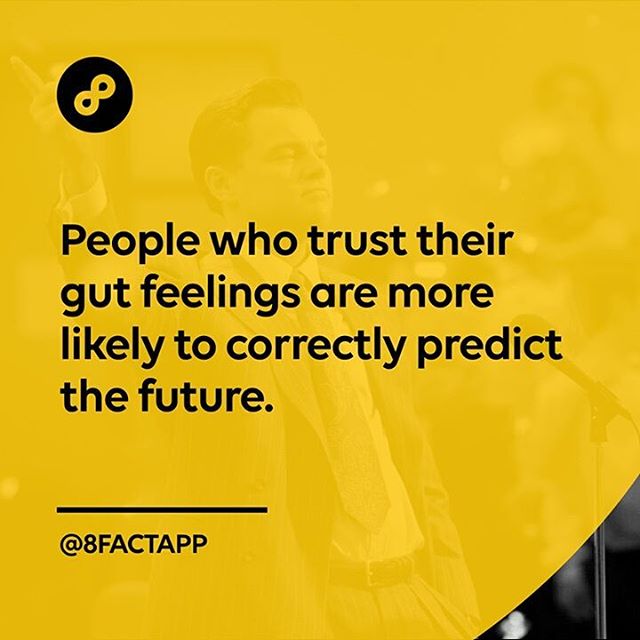 People who trust their
gut feelings are more
likely to correctly predict
the future.
@8FACTAPP